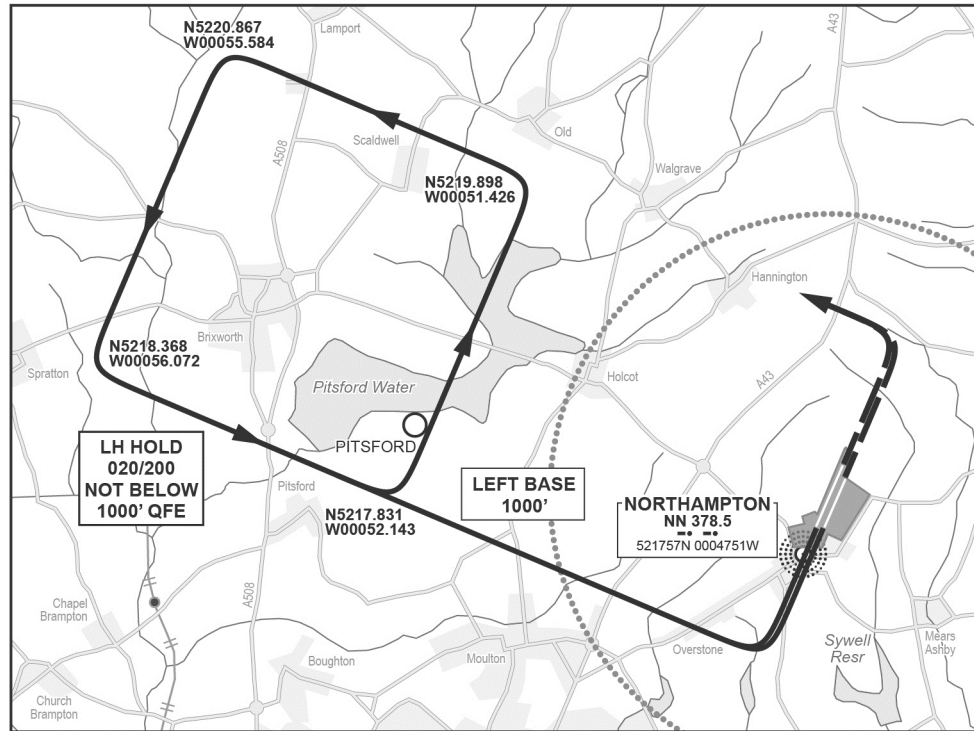 N5220.867
W00055.584
Lamport
A43
A508
Scaldwell
Old
Walgrave
N5219.898
W00051.426
Hannington
N5218.368
W00056.072
Brixworth
Spratton
Pitsford Water
Holcot
A43
PITSFORD
LH HOLD
020/200
NOT BELOW
1000' QFE
Pitsford
LEFT BASE
1000'
N5217.831
W00052.143
NORTHAMPTON
NN 378.5
521757N 0004751W
A508
Chapel
Brampton
Boughton
Moulton
Overstone
Sywell
Resr
Mears
Ashby
Church
Brampton